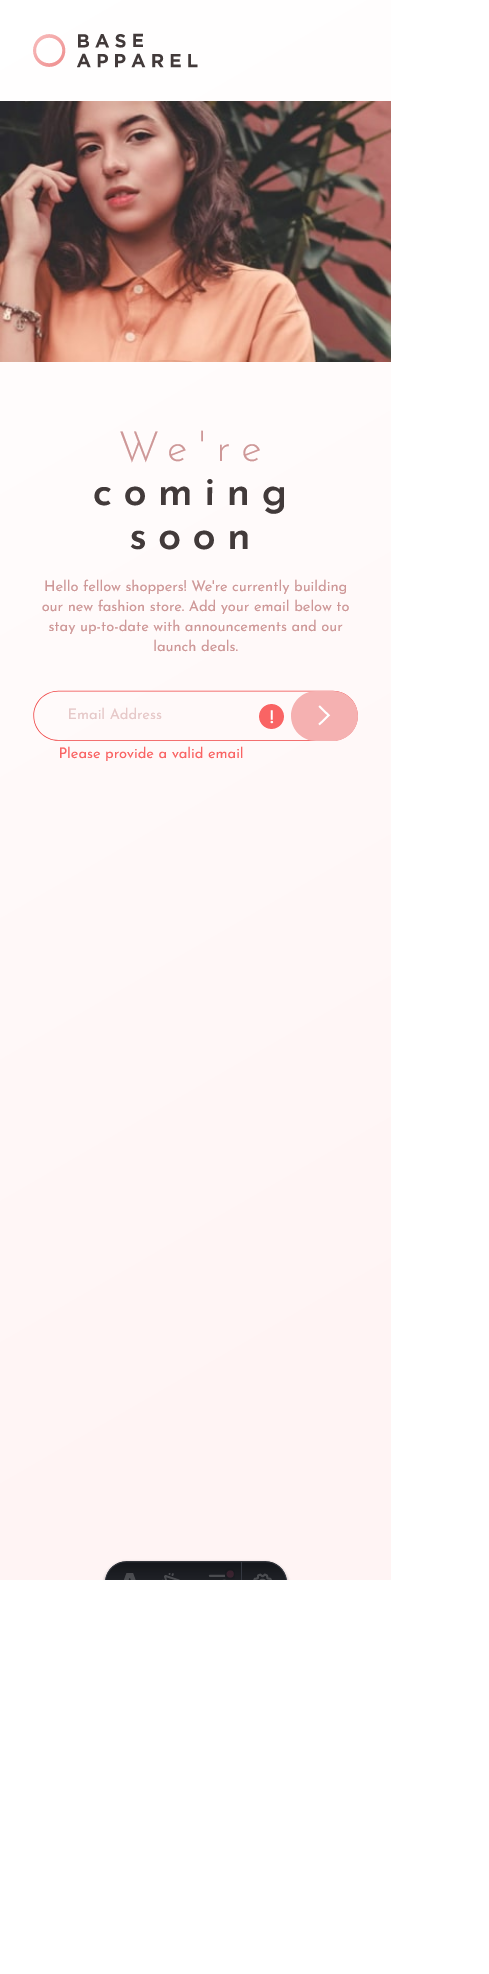 BASE
APPAREL
We're
coming
soon
Hello fellow shoppers! We're currently building
our new fashion store. Add your email below to
stay up-to-date with announcements and our
launch deals.
Email Address
!
Please provide a valid email